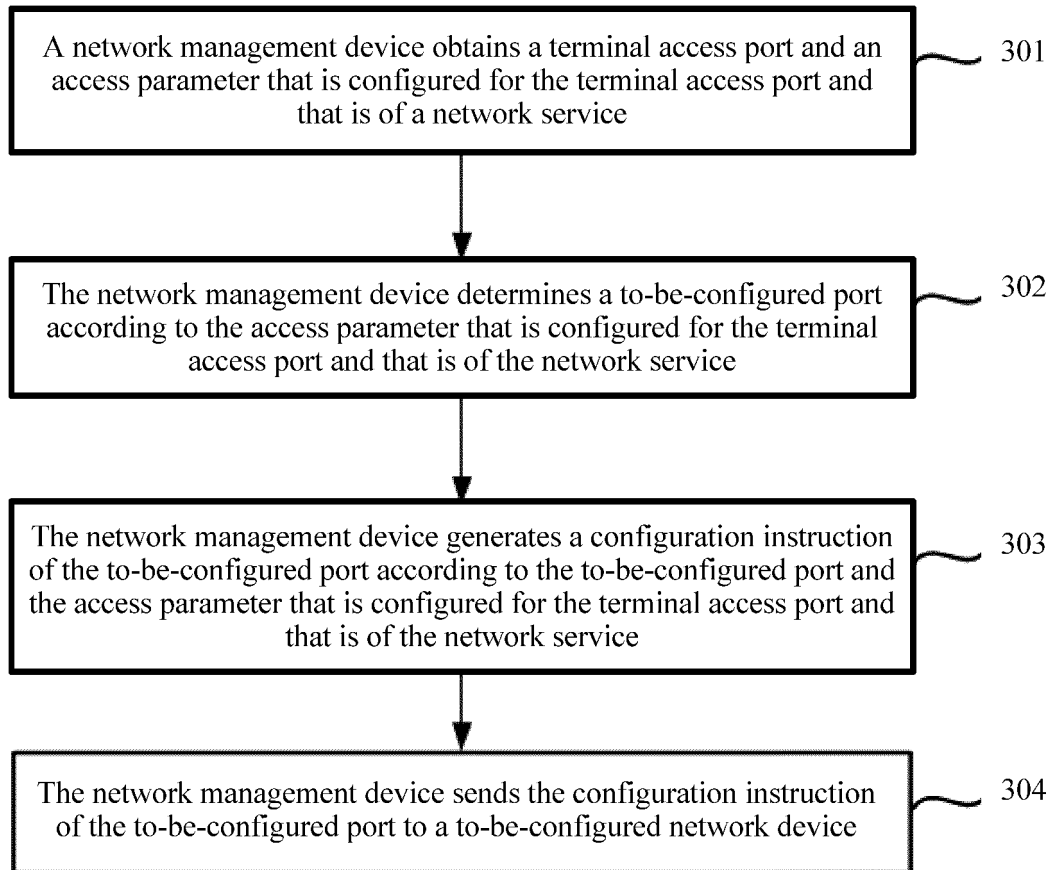 A network management device obtains a terminal access port and an
access parameter that is configured for the terminal access port and
that is of a network service
301
The network management device determines a to-be-configured port
according to the access parameter that is configured for the terminal
access port and that is of the network service
302
The network management device generates a configuration instruction
of the to-be-configured port according to the to-be-configured port and
the access parameter that is configured for the terminal access port and
that is of the network service
303
The network management device sends the configuration instruction
of the to-be-configured port to a to-be-configured network device
304